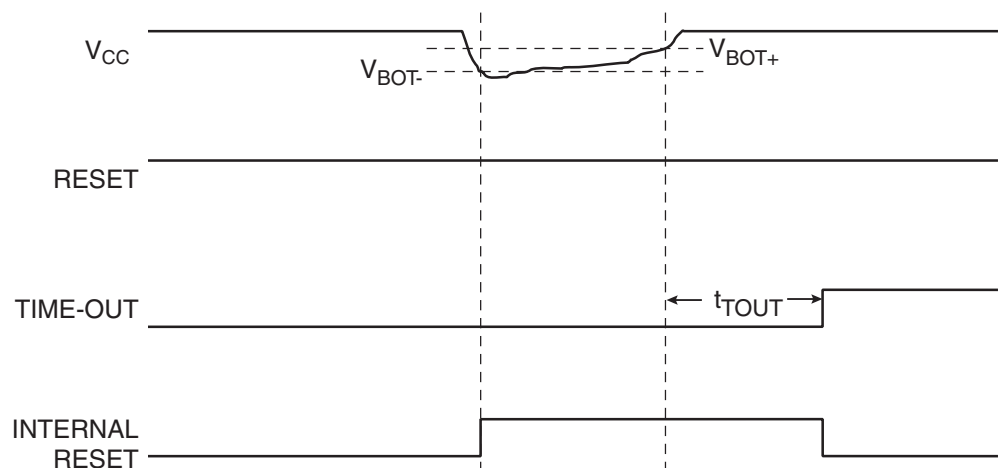 VCC
VBOT-
VBOT+
RESET
TIME-OUT
tTOUT
INTERNAL
RESET